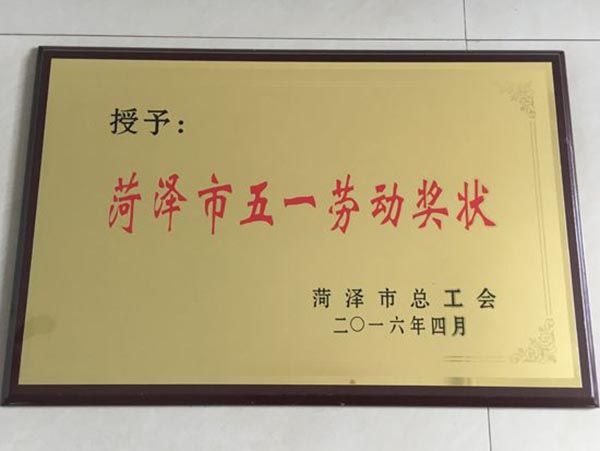 授予：
菏泽市五一劳动奖状
菏泽市总工会
二〇一六年四月